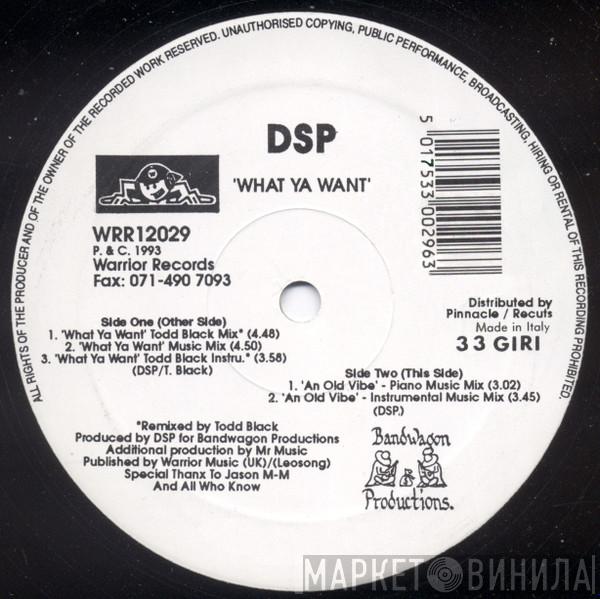 ALL RIGHTS OF THE PRODUCER AND OF THE OWNER OF THE RECORDED WORK RESERVED. UNAUTHORISED COPYING, PUBLIC PERFORMANCE, BROADCASTING, HIRING OR RENTAL OF THIS RECORDING PROHIBITED.
DSP
'WHAT YA WANT'
5 017533 002963
WRR12029
P. & C. 1993
Warrior Records
Fax: 071-490 7093
Side One (Other Side)
1. 'What Ya Want' Todd Black Mix* (4.48)
2. 'What Ya Want' Music Mix (4.50)
3. 'What Ya Want' Todd Black Instru.* (3.58)
(DSP/T. Black)
Distributed by
Pinnacle / Recuts
Made in Italy
33 GIRI
Side Two (This Side)
1. 'An Old Vibe' - Piano Music Mix (3.02)
2. 'An Old Vibe' - Instrumental Music Mix (3.45)
(DSP.)
*Remixed by Todd Black
Produced by DSP for Bandwagon Productions
Additional production by Mr Music
Published by Warrior Music (UK)/(Leosong)
Special Thanx To Jason M-M
And All Who Know
Bandwagon
Productions.
МАРКЕТ ВИНИЛА